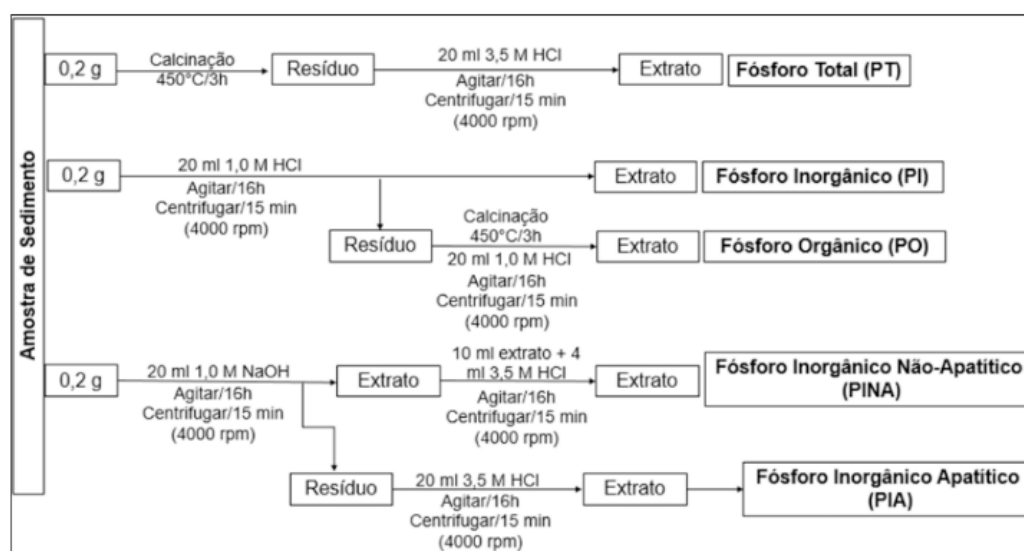 Amostra de Sedimento
0,2 g
Calcinação
450°C/3h
Resíduo
20 ml 3,5 M HCl
Agitar/16h
Centrifugar/15 min
(4000 rpm)
Extrato
Fósforo Total (PT)
0,2 g
20 ml 1,0 M HCl
Agitar/16h
Centrifugar/15 min
(4000 rpm)
Extrato
Fósforo Inorgânico (PI)
Resíduo
Calcinação
450°C/3h
20 ml 1,0 M HCl
Agitar/16h
Centrifugar/15 min
(4000 rpm)
Extrato
Fósforo Orgânico (PO)
0,2 g
20 ml 1,0 M NaOH
Agitar/16h
Centrifugar/15 min
(4000 rpm)
Extrato
10 ml extrato + 4
ml 3,5 M HCl
Agitar/16h
Centrifugar/15 min
(4000 rpm)
Extrato
Fósforo Inorgânico Não-Apatítico
(PINA)
Resíduo
20 ml 3,5 M HCl
Agitar/16h
Centrifugar/15 min
(4000 rpm)
Extrato
Fósforo Inorgânico Apatítico
(PIA)